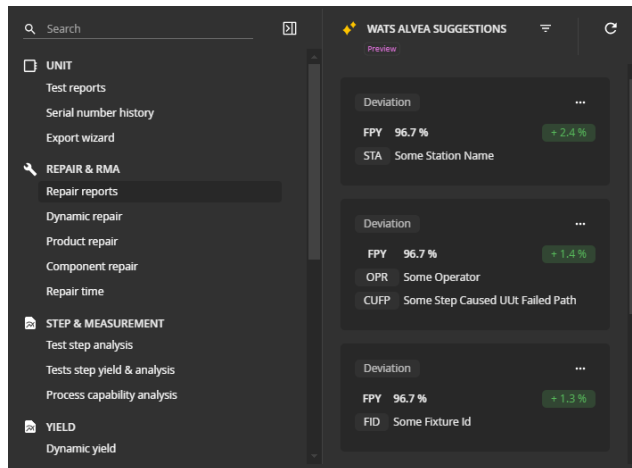 Search
UNIT
Test reports
Serial number history
Export wizard
REPAIR & RMA
Repair reports
Dynamic repair
Product repair
Component repair
Repair time
STEP & MEASUREMENT
Test step analysis
Tests step yield & analysis
Process capability analysis
YIELD
Dynamic yield
WATS ALVEA SUGGESTIONS
Preview
Deviation
FPY 96.7 % + 2.4 %
STA Some Station Name
Deviation
FPY 96.7 % + 1.4 %
OPR Some Operator
CUFP Some Step Caused UUt Failed Path
Deviation
FPY 96.7 % + 1.3 %
FID Some Fixture Id